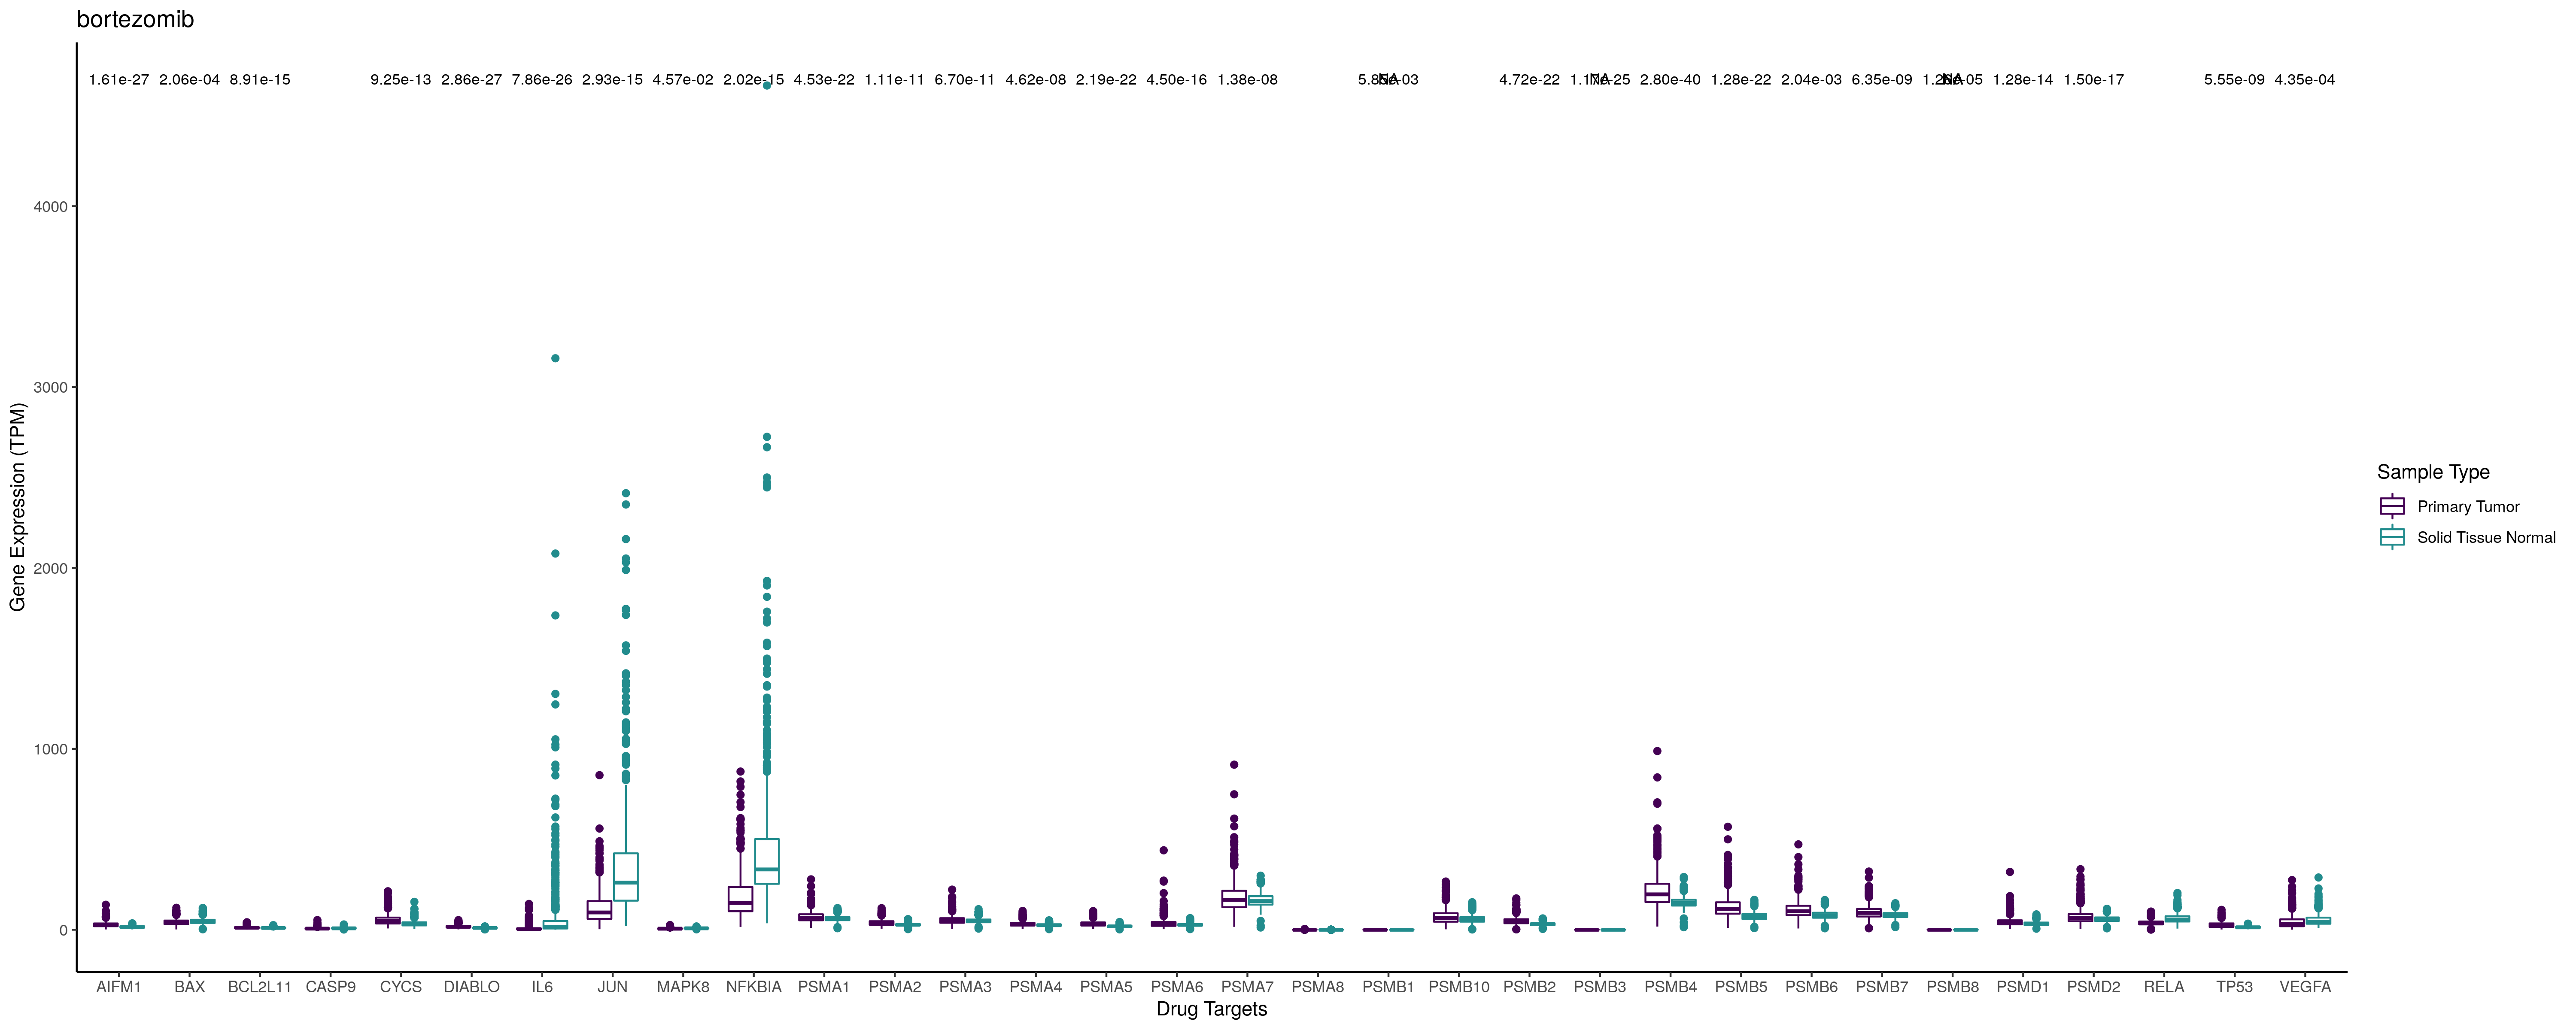 bortezomib
1.61e-27 2.06e-04 8.91e-15 9.25e-13 2.86e-27 7.86e-26 2.93e-15 4.57e-02 2.02e-15 4.53e-22 1.11e-11 6.70e-11 4.62e-08 2.19e-22 4.50e-16 1.38e-08 NA 4.72e-22 NA 2.80e-40 1.28e-22 2.04e-03 6.35e-09 NA 1.28e-14 1.50e-17 5.55e-09 4.35e-04
4000
3000
2000
1000
0
Gene Expression (TPM)
AIFM1 BAX BCL2L11 CASP9 CYCS DIABLO IL6 JUN MAPK8 NFKBIA PSMA1 PSMA2 PSMA3 PSMA4 PSMA5 PSMA6 PSMA7 PSMA8 PSMB1 PSMB10 PSMB2 PSMB3 PSMB4 PSMB5 PSMB6 PSMB7 PSMB8 PSMD1 PSMD2 RELA TP53 VEGFA
Drug Targets
Sample Type
Primary Tumor
Solid Tissue Normal